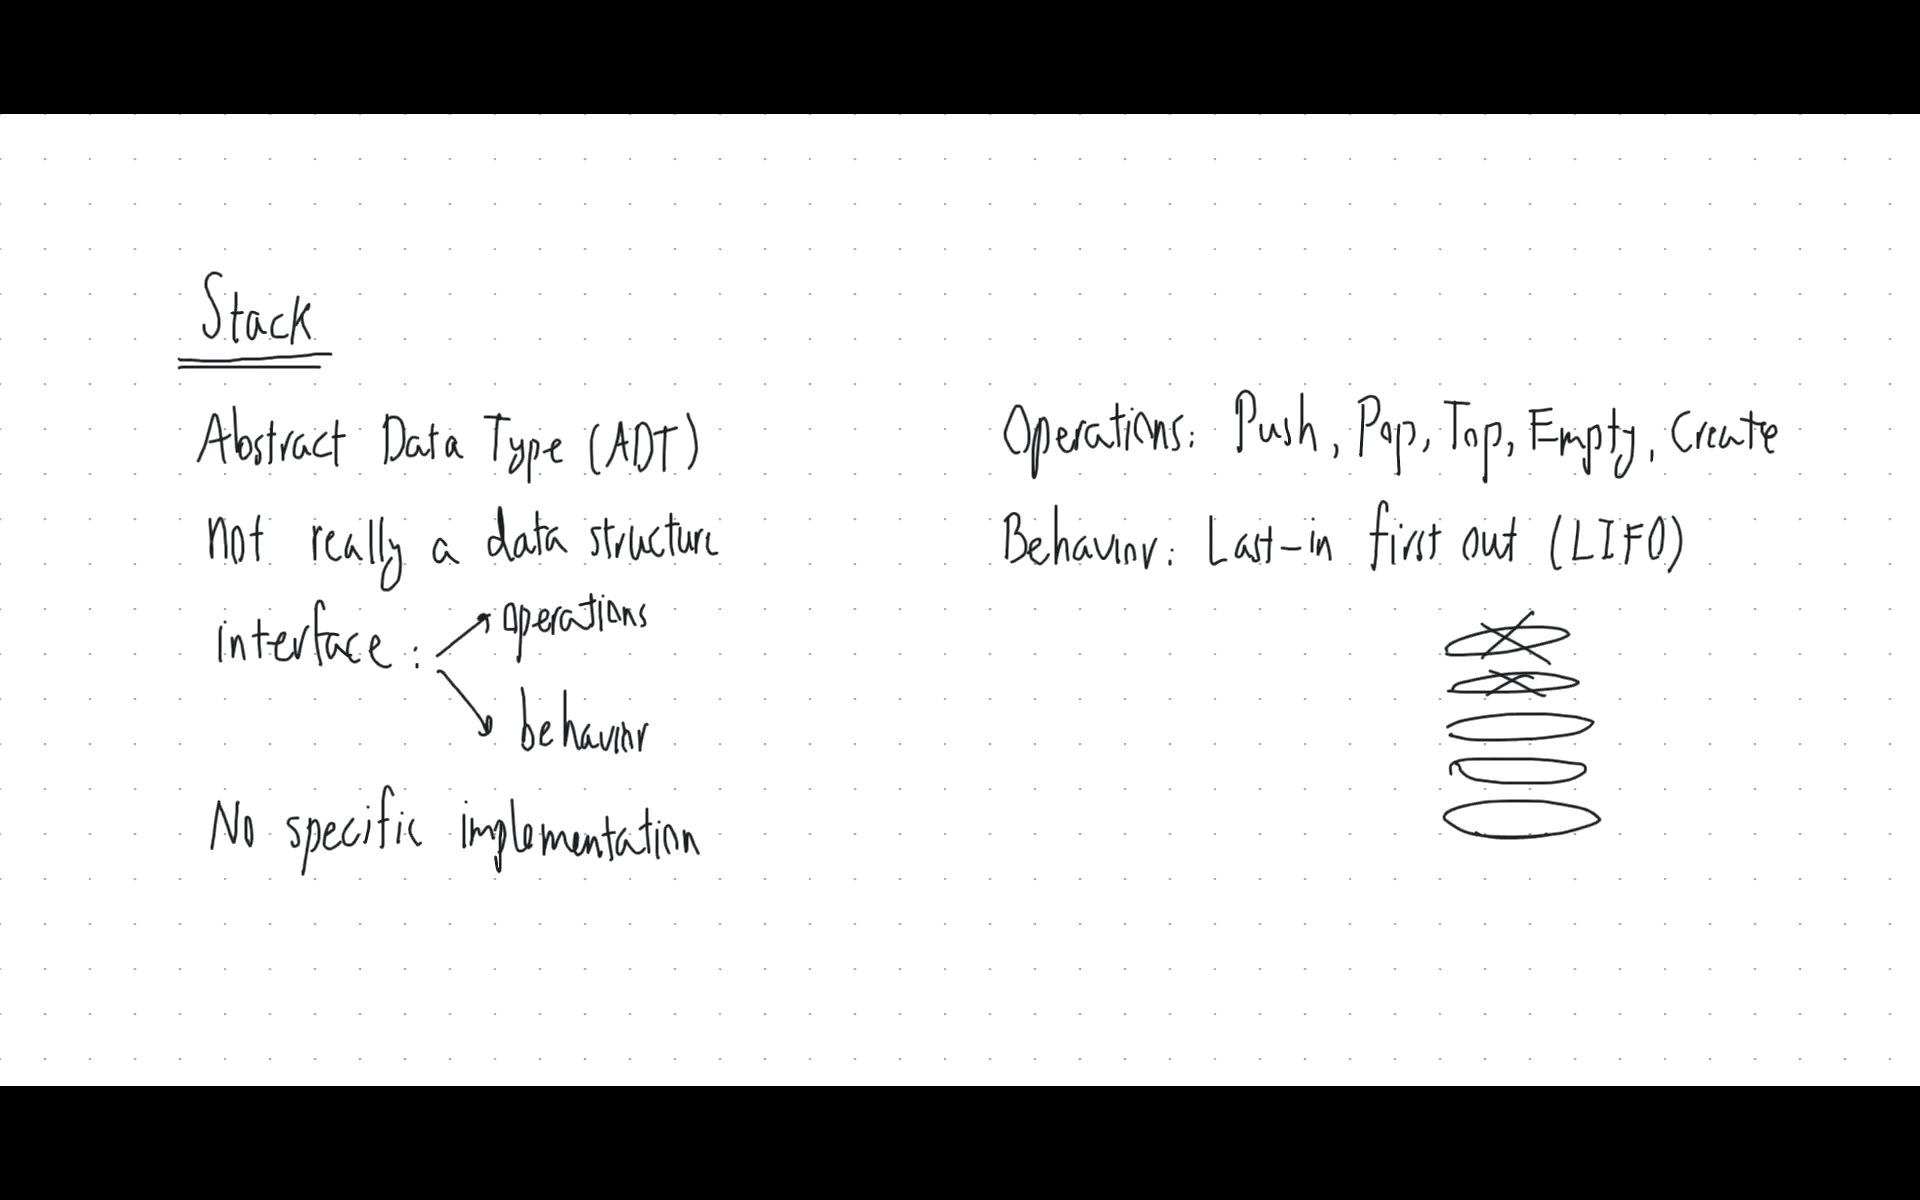 Stack
Abstract Data Type (ADT)
not really a data structure
interface : operations
behavior
No specific implementation
Operations: Push, Pop, Top, Empty, Create
Behavior: Last-in first out (LIFO)